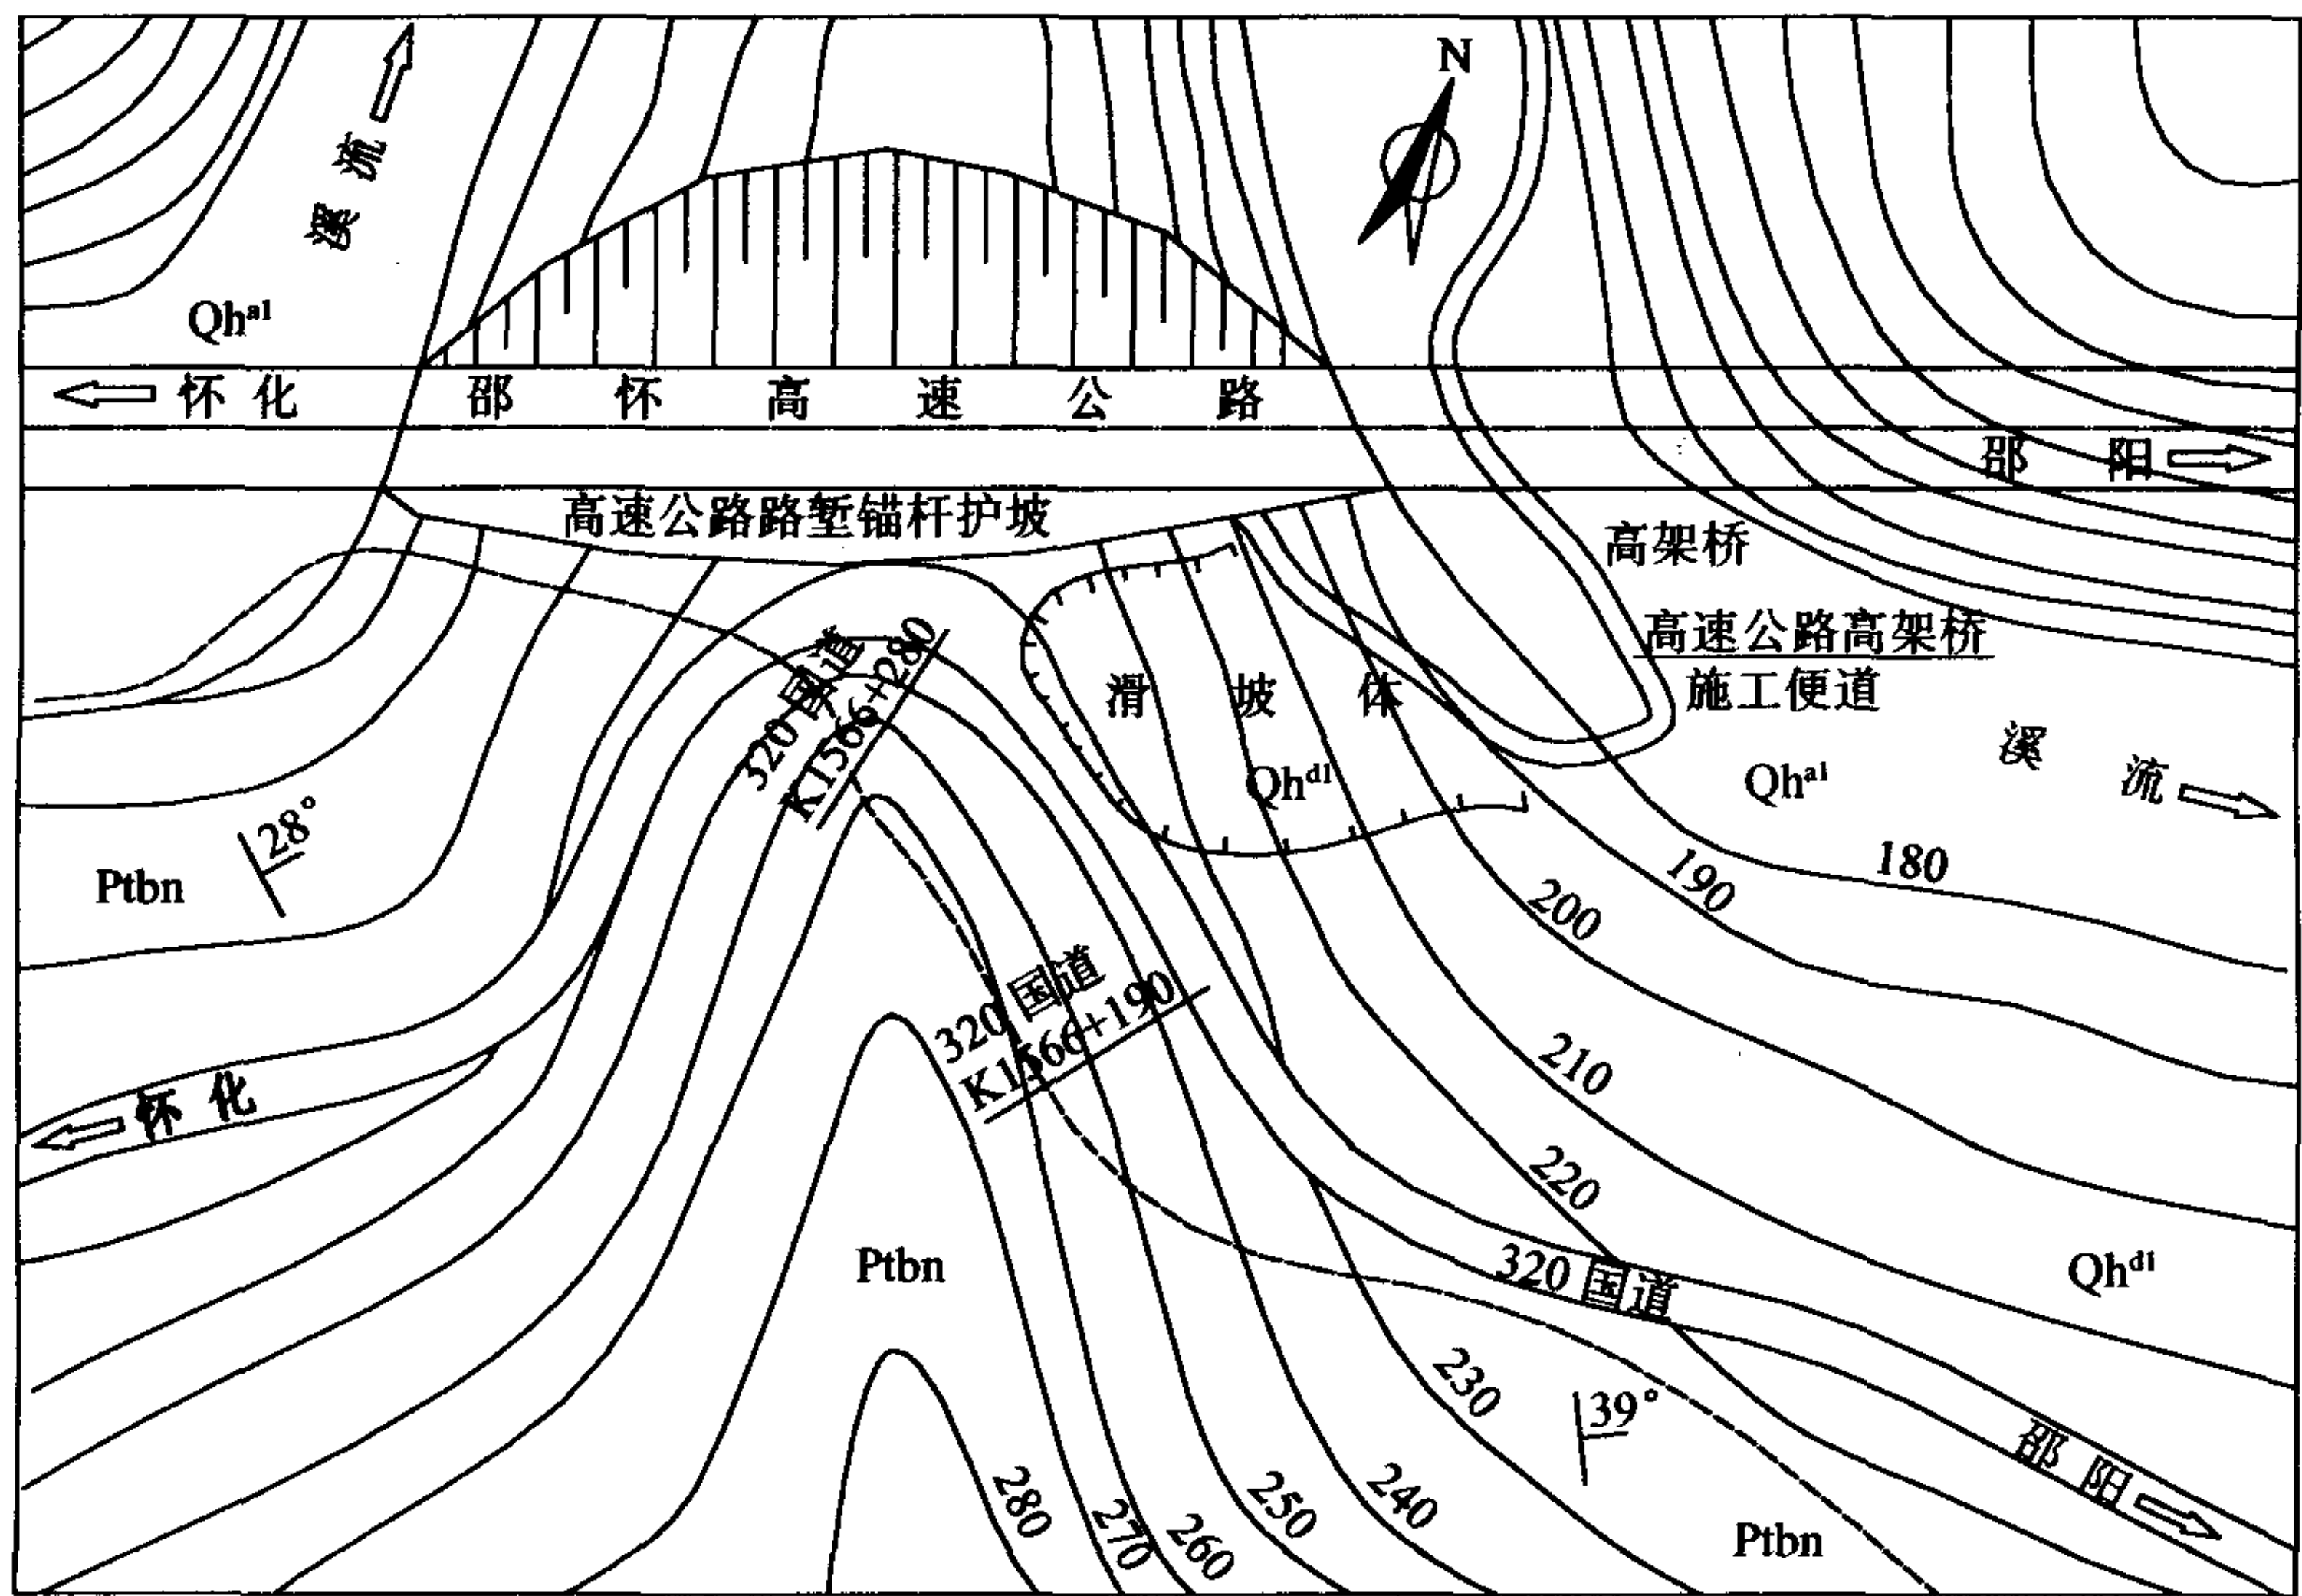 N
溪流
Qhal
怀化
邵怀高速公路
邵阳
高速公路路堑锚杆护坡
高架桥
高速公路高架桥
施工便道
320国道
K1566+280
滑坡体
Qhdl
Qhal
溪流
28°
Ptbn
180
190
200
320国道
K1566+190
210
怀化
220
Ptbn
320国道
Qhdl
230
39°
邵阳
280
270
260
250
240
Ptbn